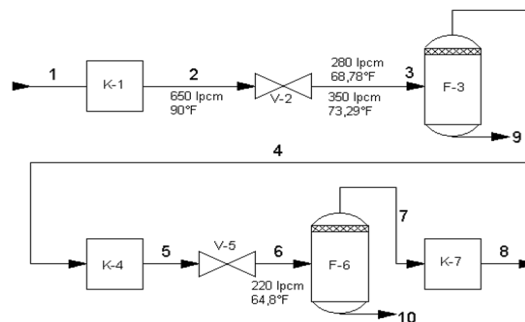 280 lpcm
68,78°F
1
2
3
K-1
V-2
F-3
650 lpcm
90°F
350 lpcm
73,29°F
9
4
7
V-5
5
6
8
K-4
F-6
K-7
220 lpcm
64,8°F
10